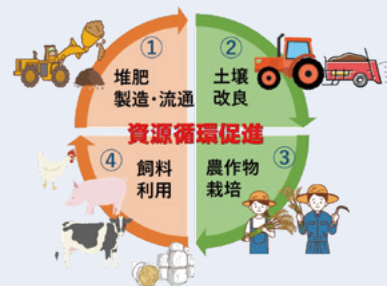 ①
堆肥
製造・流通
②
土壌
改良
資源循環促進
③
農作物
栽培
④
飼料
利用